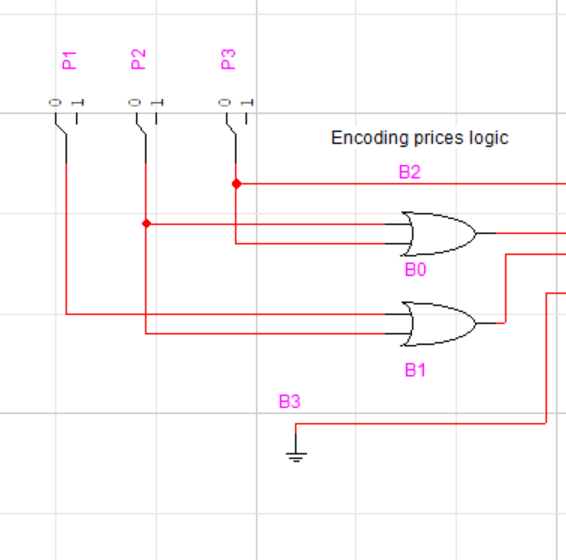 P1 P2 P3
0 1 0 1 0 1
Encoding prices logic
B2
B0
B1
B3